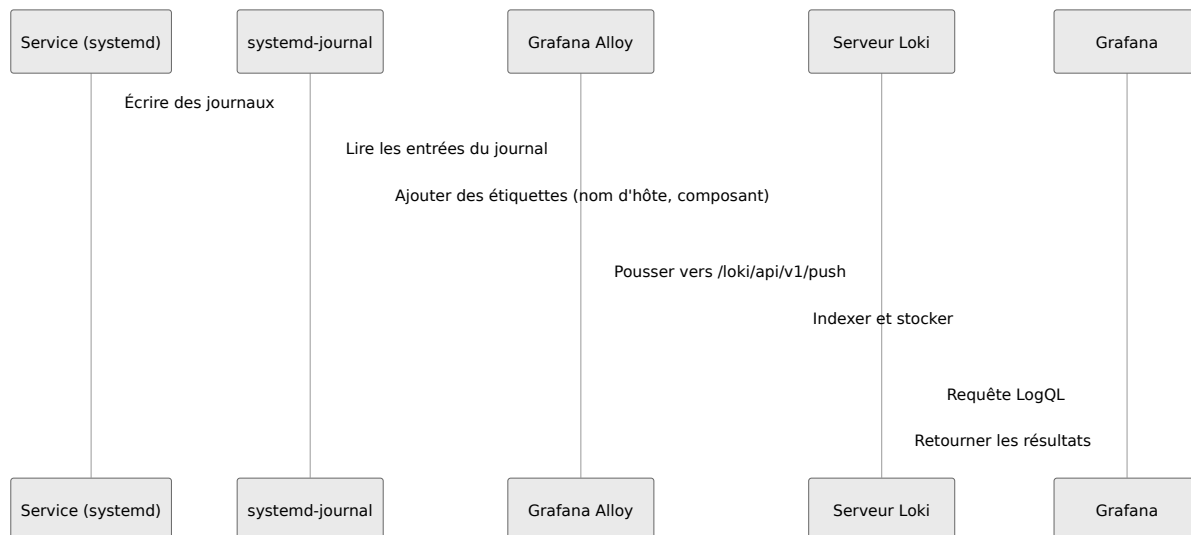 Service (systemd)
systemd-journal
Grafana Alloy
Serveur Loki
Grafana
Écrire des journaux
Lire les entrées du journal
Ajouter des étiquettes (nom d'hôte, composant)
Pousser vers /loki/api/v1/push
Indexer et stocker
Requête LogQL
Retourner les résultats
Service (systemd)
systemd-journal
Grafana Alloy
Serveur Loki
Grafana